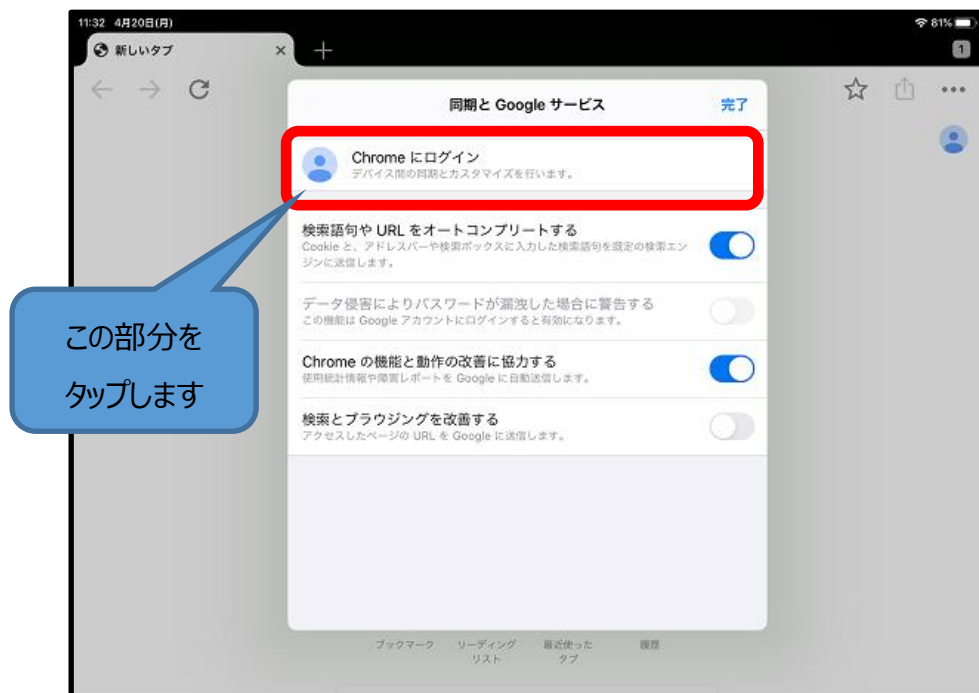 11:32 4月20日(月)
81%
新しいタブ
1
同期と Google サービス
完了
Chrome にログイン
デバイス間の同期とカスタマイズを行います。
検索語句や URL をオートコンプリートする
Cookie と、アドレスバーや検索ボックスに入力した検索語句を既定の検索エン
ジンに送信します。
この部分を
タップします
データ侵害によりパスワードが漏洩した場合に警告する
この機能は Google アカウントにログインすると有効になります。
Chrome の機能と動作の改善に協力する
使用統計情報や障害レポートを Google に自動送信します。
検索とブラウジングを改善する
アクセスしたページの URL を Google に送信します。
ブックマーク
リーディング
リスト
最近使った
タブ
履歴